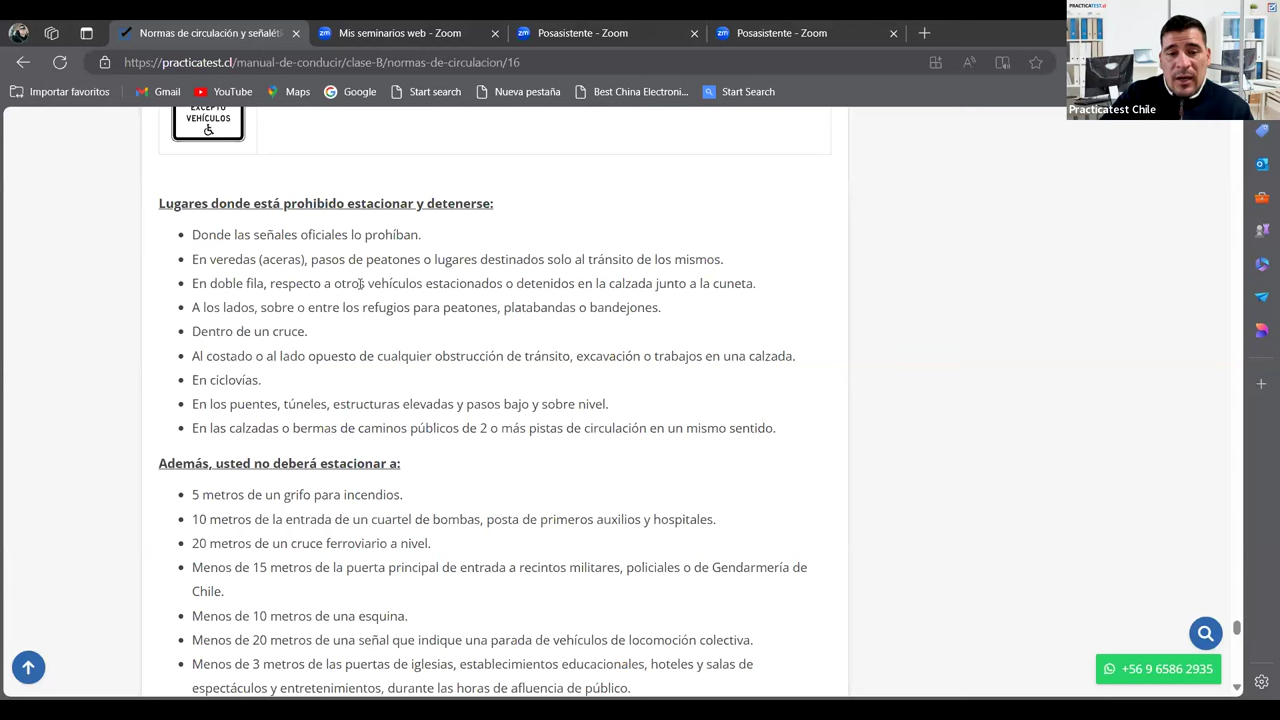 PRACTICATEST.cl
Normas de circulación y señalét
Mis seminarios web - Zoom
Posasistente - Zoom
Posasistente - Zoom
https://practicatest.cl/manual-de-conducir/clase-B/normas-de-circulacion/16
Importar favoritos
Gmail
YouTube
Maps
Google
Start search
Nueva pestaña
Best China Electroni...
Start Search
Practicatest Chile
EXCEPTO
VEHÍCULOS
Lugares donde está prohibido estacionar y detenerse:
Donde las señales oficiales lo prohíban.
En veredas (aceras), pasos de peatones o lugares destinados solo al tránsito de los mismos.
En doble fila, respecto a otros vehículos estacionados o detenidos en la calzada junto a la cuneta.
A los lados, sobre o entre los refugios para peatones, platabandas o bandejones.
Dentro de un cruce.
Al costado o al lado opuesto de cualquier obstrucción de tránsito, excavación o trabajos en una calzada.
En ciclovías.
En los puentes, túneles, estructuras elevadas y pasos bajo y sobre nivel.
En las calzadas o bermas de caminos públicos de 2 o más pistas de circulación en un mismo sentido.
Además, usted no deberá estacionar a:
5 metros de un grifo para incendios.
10 metros de la entrada de un cuartel de bombas, posta de primeros auxilios y hospitales.
20 metros de un cruce ferroviario a nivel.
Menos de 15 metros de la puerta principal de entrada a recintos militares, policiales o de Gendarmería de
Chile.
Menos de 10 metros de una esquina.
Menos de 20 metros de una señal que indique una parada de vehículos de locomoción colectiva.
Menos de 3 metros de las puertas de iglesias, establecimientos educacionales, hoteles y salas de
espectáculos y entretenimientos, durante las horas de afluencia de público.
+56 9 6586 2935